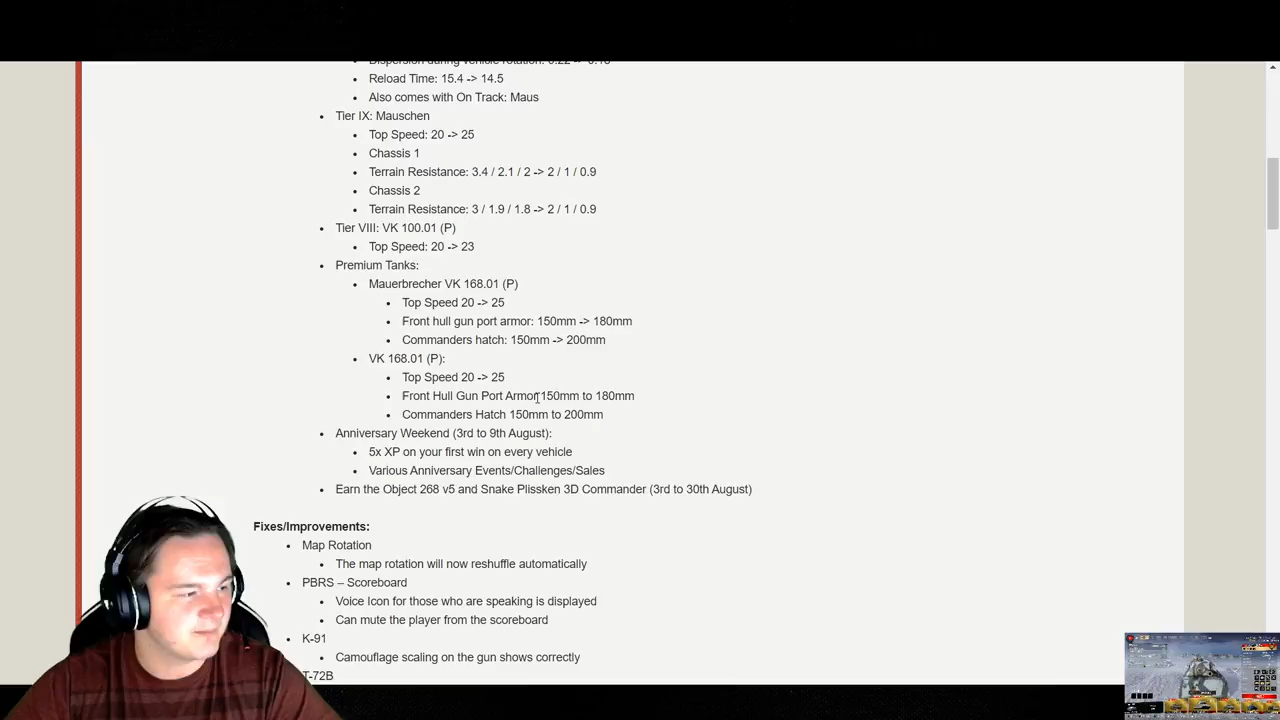 Reload Time: 15.4 -> 14.5
Also comes with On Track: Maus
Tier IX: Mauschen
Top Speed: 20 -> 25
Chassis 1
Terrain Resistance: 3.4 / 2.1 / 2 -> 2 / 1 / 0.9
Chassis 2
Terrain Resistance: 3 / 1.9 / 1.8 -> 2 / 1 / 0.9
Tier VIII: VK 100.01 (P)
Top Speed: 20 -> 23
Premium Tanks:
Mauerbrecher VK 168.01 (P)
Top Speed 20 -> 25
Front hull gun port armor: 150mm -> 180mm
Commanders hatch: 150mm -> 200mm
VK 168.01 (P):
Top Speed 20 -> 25
Front Hull Gun Port Armor 150mm to 180mm
Commanders Hatch 150mm to 200mm
Anniversary Weekend (3rd to 9th August):
5x XP on your first win on every vehicle
Various Anniversary Events/Challenges/Sales
Earn the Object 268 v5 and Snake Plissken 3D Commander (3rd to 30th August)
Fixes/Improvements:
Map Rotation
The map rotation will now reshuffle automatically
PBRS – Scoreboard
Voice Icon for those who are speaking is displayed
Can mute the player from the scoreboard
K-91
Camouflage scaling on the gun shows correctly
T-72B